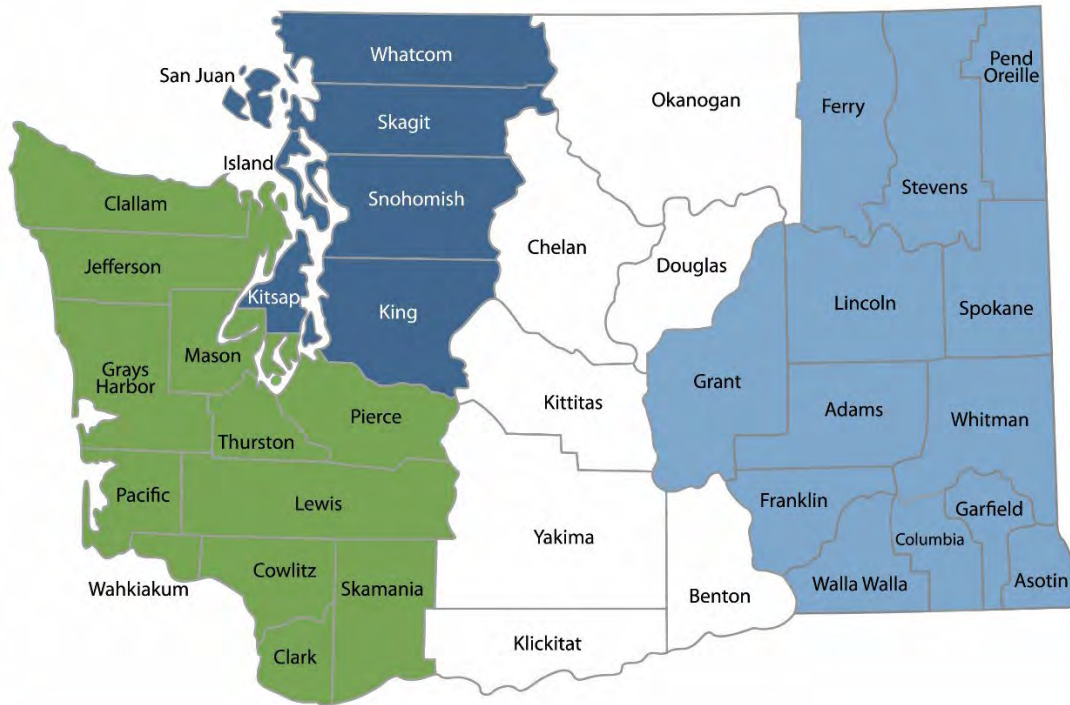 Whatcom
San Juan
Skagit
Island
Snohomish
Okanogan
Ferry
Pend
Oreille
Stevens
Clallam
Jefferson
Kitsap
King
Chelan
Douglas
Lincoln
Spokane
Mason
Grays
Harbor
Thurston
Pierce
Kittitas
Grant
Adams
Whitman
Pacific
Lewis
Yakima
Franklin
Garfield
Columbia
Wahkiakum
Cowlitz
Skamania
Benton
Walla Walla
Asotin
Clark
Klickitat